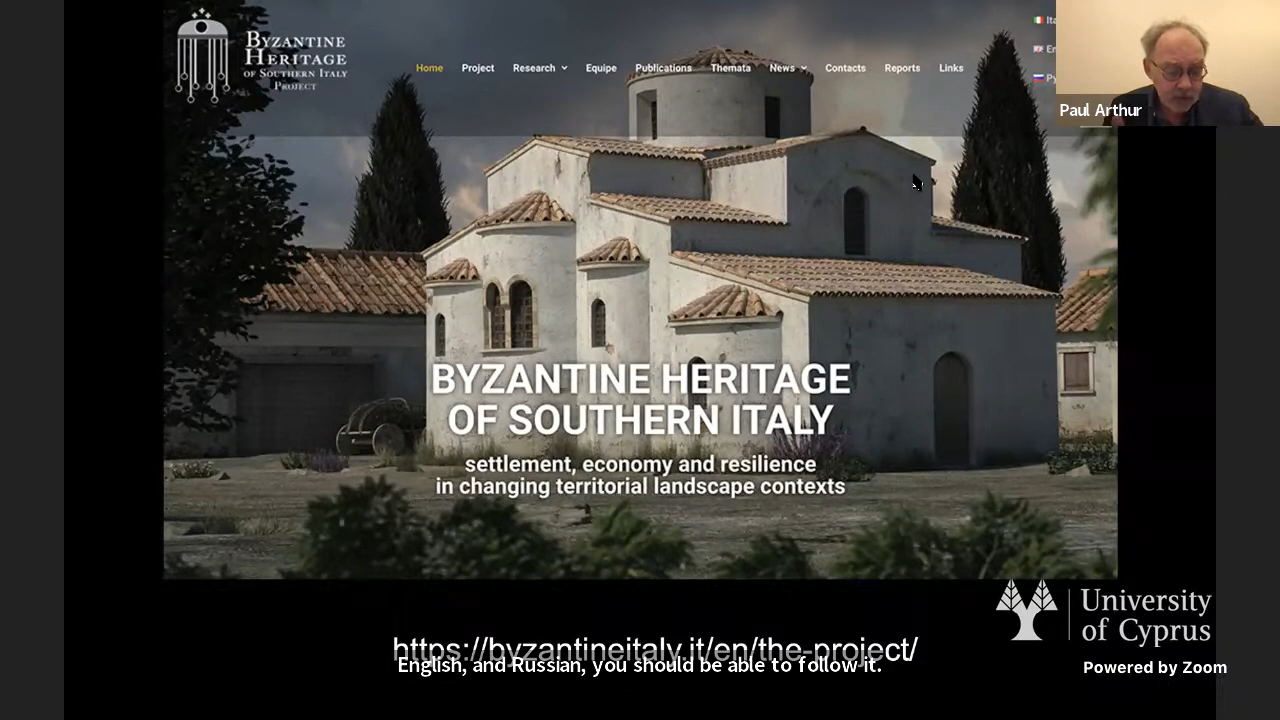 BYZANTINE
HERITAGE
OF SOUTHERN ITALY
PROJECT
Home Project Research Equipe Publications Themata News Contacts Reports Links
Paul Arthur
BYZANTINE HERITAGE
OF SOUTHERN ITALY
settlement, economy and resilience
in changing territorial landscape contexts
University
of Cyprus
https://byzantineitaly.it/en/the-project/
English, and Russian, you should be able to follow it.
Powered by Zoom